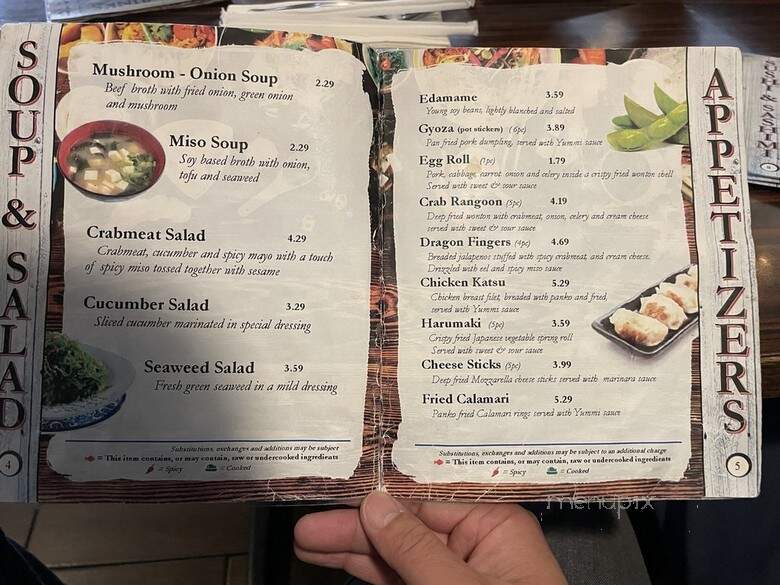 SOUP & SALAD
Mushroom - Onion Soup 2.29
Beef broth with fried onion, green onion
and mushroom
Miso Soup 2.29
Soy based broth with onion,
tofu and seaweed
Crabmeat Salad 4.29
Crabmeat, cucumber and spicy mayo with a touch
of spicy miso tossed together with sesame
Cucumber Salad 3.29
Sliced cucumber marinated in special dressing
Seaweed Salad 3.59
Fresh green seaweed in a mild dressing
Substitutions, exchanges and additions may be subject
= This item contains, or may contain, raw or undercooked ingredients
= Spicy = Cooked
4
APPETIZERS
Edamame 3.59
Young soy beans, lightly blanched and salted
Gyoza (pot stickers) (6pc) 3.89
Pan fried pork dumpling, served with Yummi sauce
Egg Roll (1pc) 1.79
Pork, cabbage, carrot, onion and celery inside a crispy fried wonton shell
Served with sweet & sour sauce
Crab Rangoon (5pc) 4.19
Deep fried wonton with crabmeat, onion, celery and cream cheese
served with sweet & sour sauce
Dragon Fingers (4pc) 4.69
Breaded jalapenos stuffed with spicy crabmeat, and cream cheese.
Drizzled with eel and spicy miso sauce
Chicken Katsu 5.29
Chicken breast filet, breaded with panko and fried,
served with Yummi sauce
Harumaki (5pc) 3.59
Crispy fried Japanese vegetable spring roll
Served with sweet & sour sauce
Cheese Sticks (5pc) 3.99
Deep fried Mozzarella cheese sticks served with marinara sauce
Fried Calamari 5.29
Panko fried Calamari rings served with Yummi sauce
Substitutions, exchanges and additions may be subject to an additional charge
= This item contains, or may contain, raw or undercooked ingredients
= Spicy = Cooked
5
SUSHI & SASHIMI
menupix